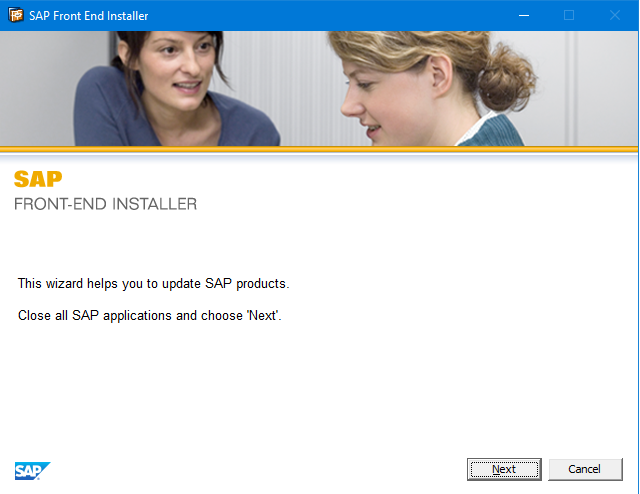 SAP Front End Installer
SAP
FRONT-END INSTALLER
This wizard helps you to update SAP products.
Close all SAP applications and choose 'Next'.
SAP
Next
Cancel